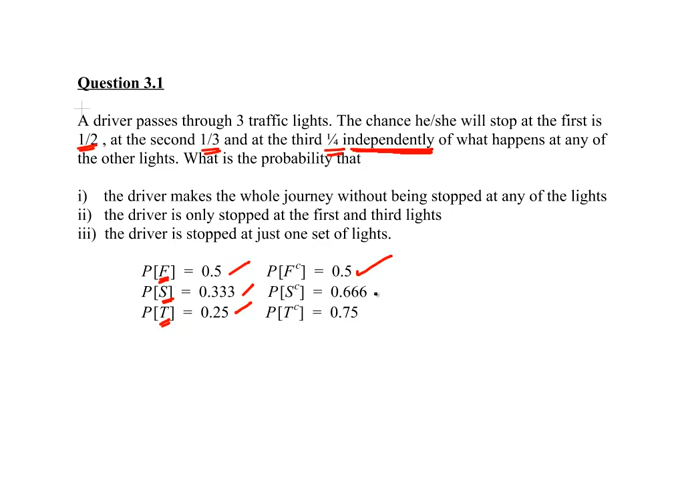 Question 3.1
A driver passes through 3 traffic lights. The chance he/she will stop at the first is
1/2 , at the second 1/3 and at the third ¼ independently of what happens at any of
the other lights. What is the probability that
i) the driver makes the whole journey without being stopped at any of the lights
ii) the driver is only stopped at the first and third lights
iii) the driver is stopped at just one set of lights.
P[F] = 0.5 P[Fᶜ] = 0.5
P[S] = 0.333 P[Sᶜ] = 0.666
P[T] = 0.25 P[Tᶜ] = 0.75